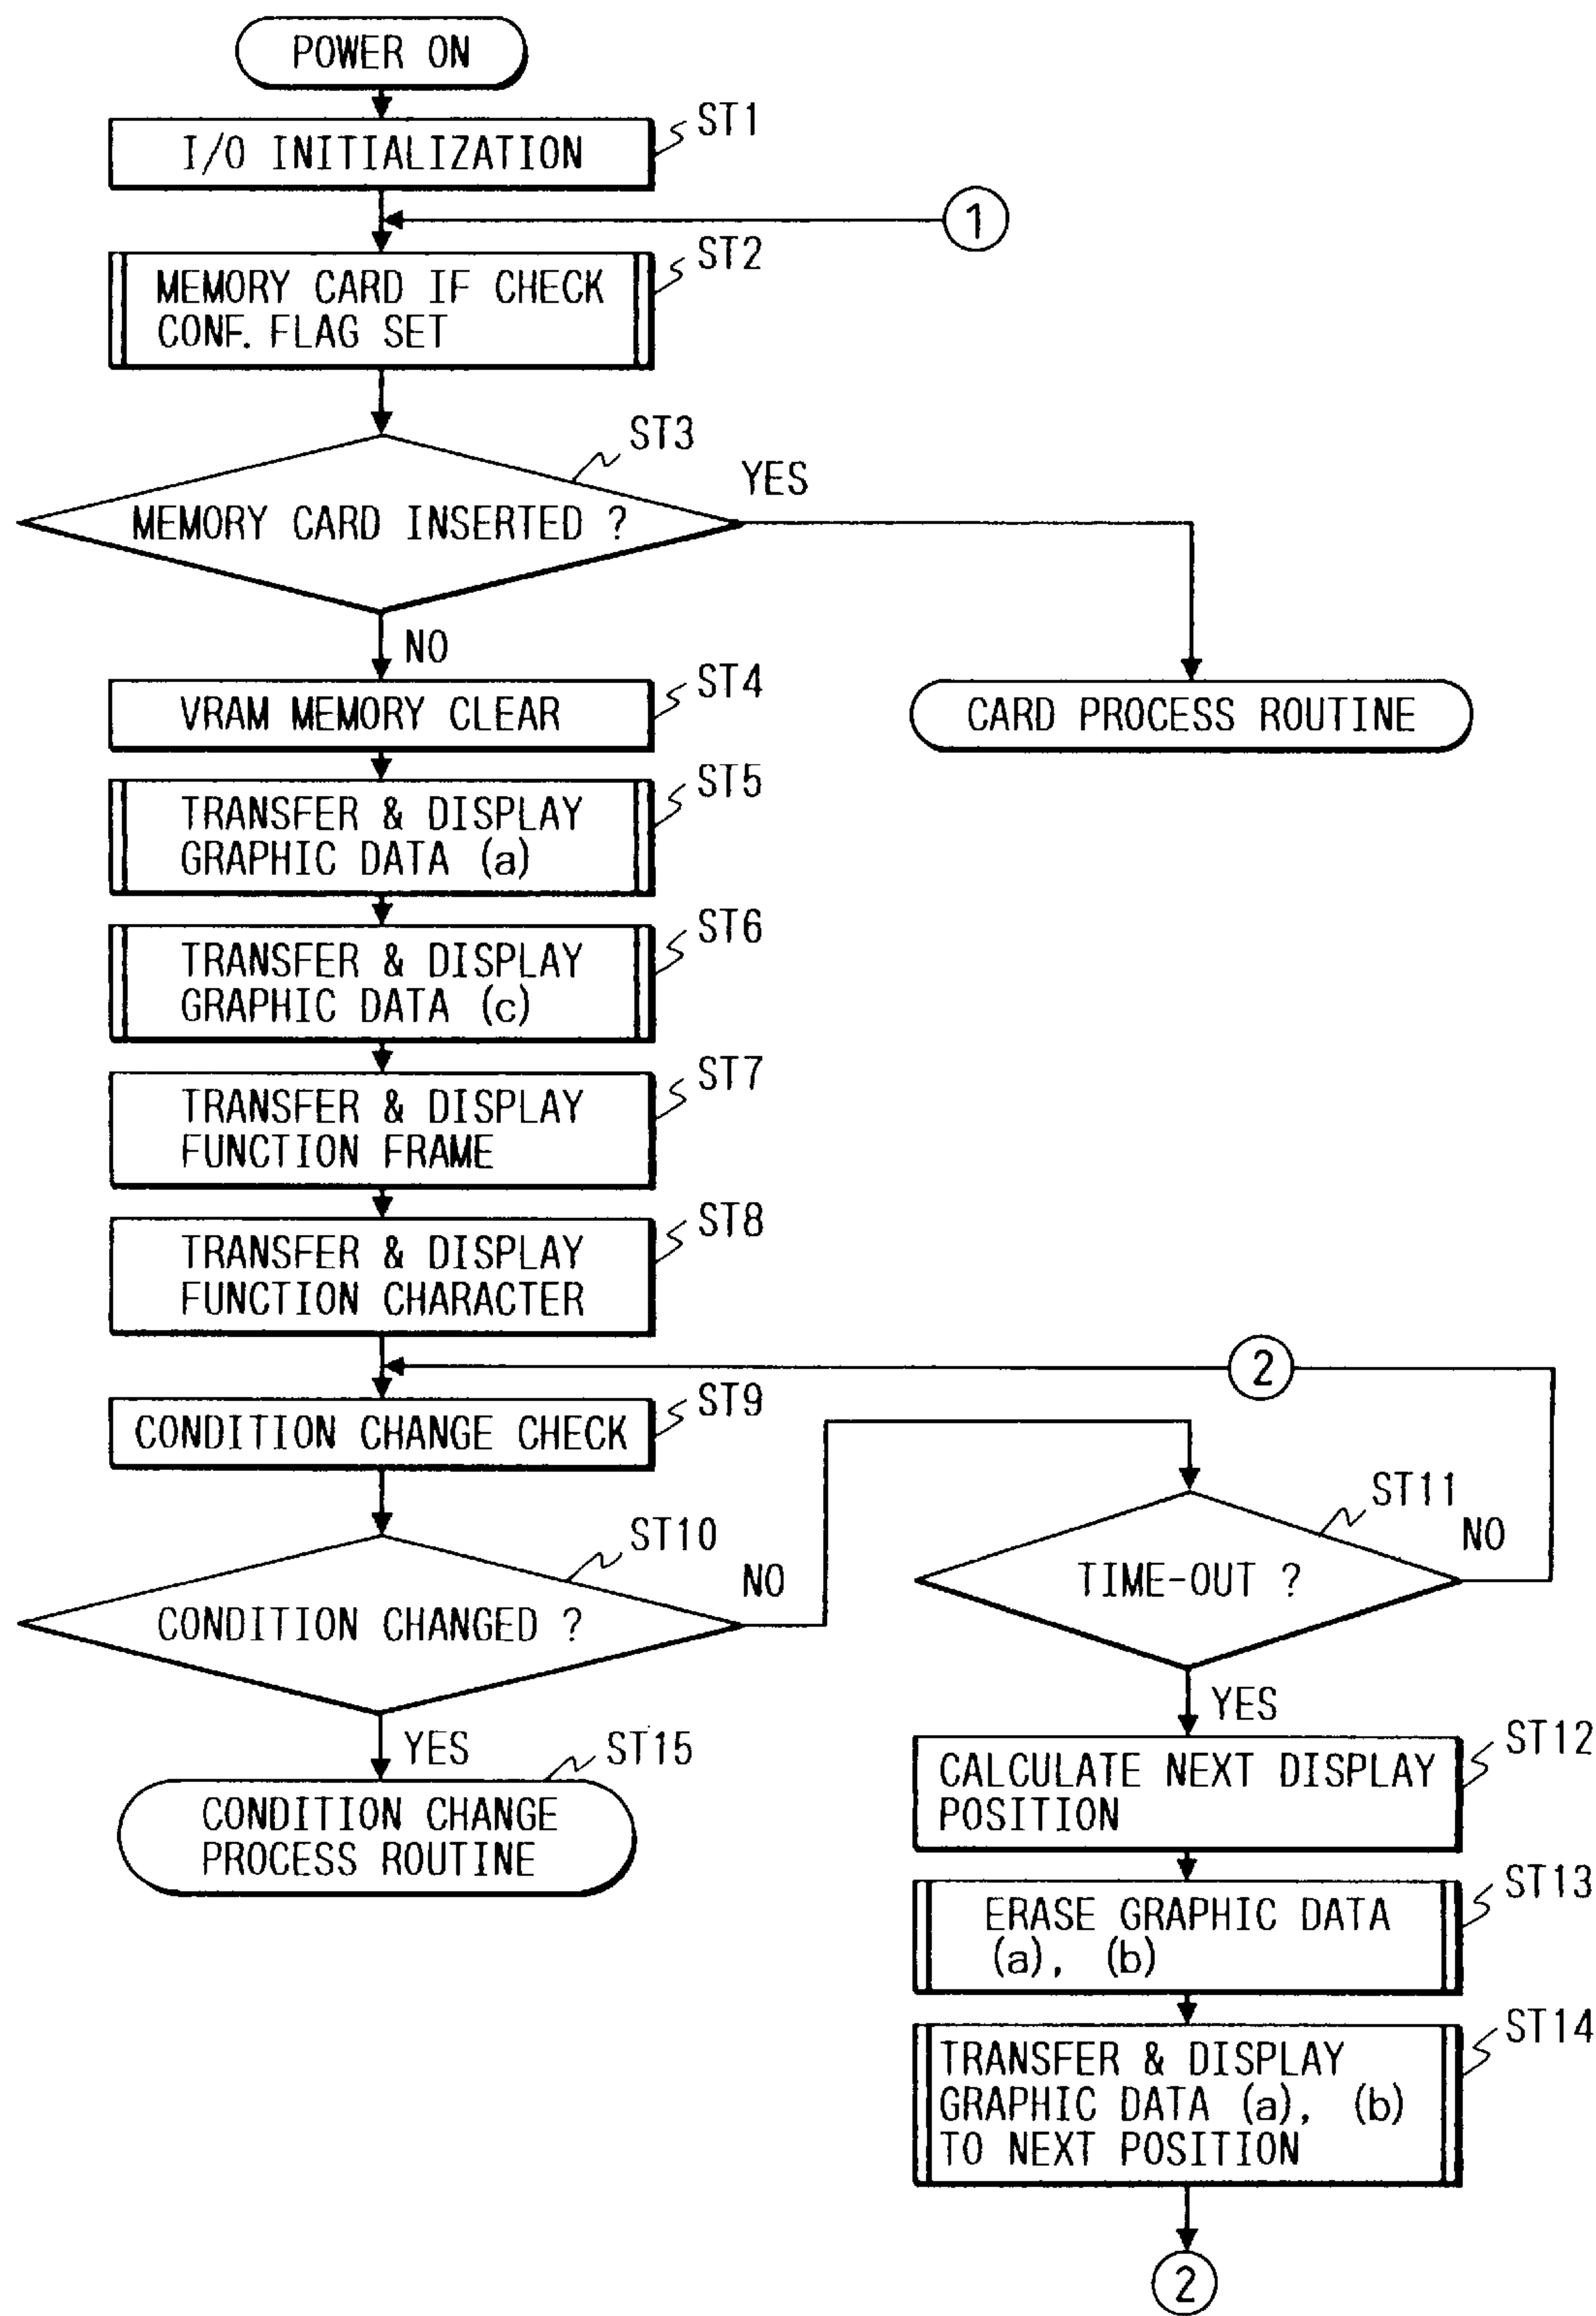 POWER ON
ST1
I/O INITIALIZATION
1
ST2
MEMORY CARD IF CHECK
CONF. FLAG SET
ST3
YES
MEMORY CARD INSERTED ?
NO
ST4
VRAM MEMORY CLEAR
CARD PROCESS ROUTINE
ST5
TRANSFER & DISPLAY
GRAPHIC DATA (a)
ST6
TRANSFER & DISPLAY
GRAPHIC DATA (c)
ST7
TRANSFER & DISPLAY
FUNCTION FRAME
ST8
TRANSFER & DISPLAY
FUNCTION CHARACTER
2
ST9
CONDITION CHANGE CHECK
ST10
NO
CONDITION CHANGED ?
YES
ST15
CONDITION CHANGE
PROCESS ROUTINE
ST11
NO
TIME-OUT ?
YES
ST12
CALCULATE NEXT DISPLAY
POSITION
ST13
ERASE GRAPHIC DATA
(a), (b)
ST14
TRANSFER & DISPLAY
GRAPHIC DATA (a), (b)
TO NEXT POSITION
2